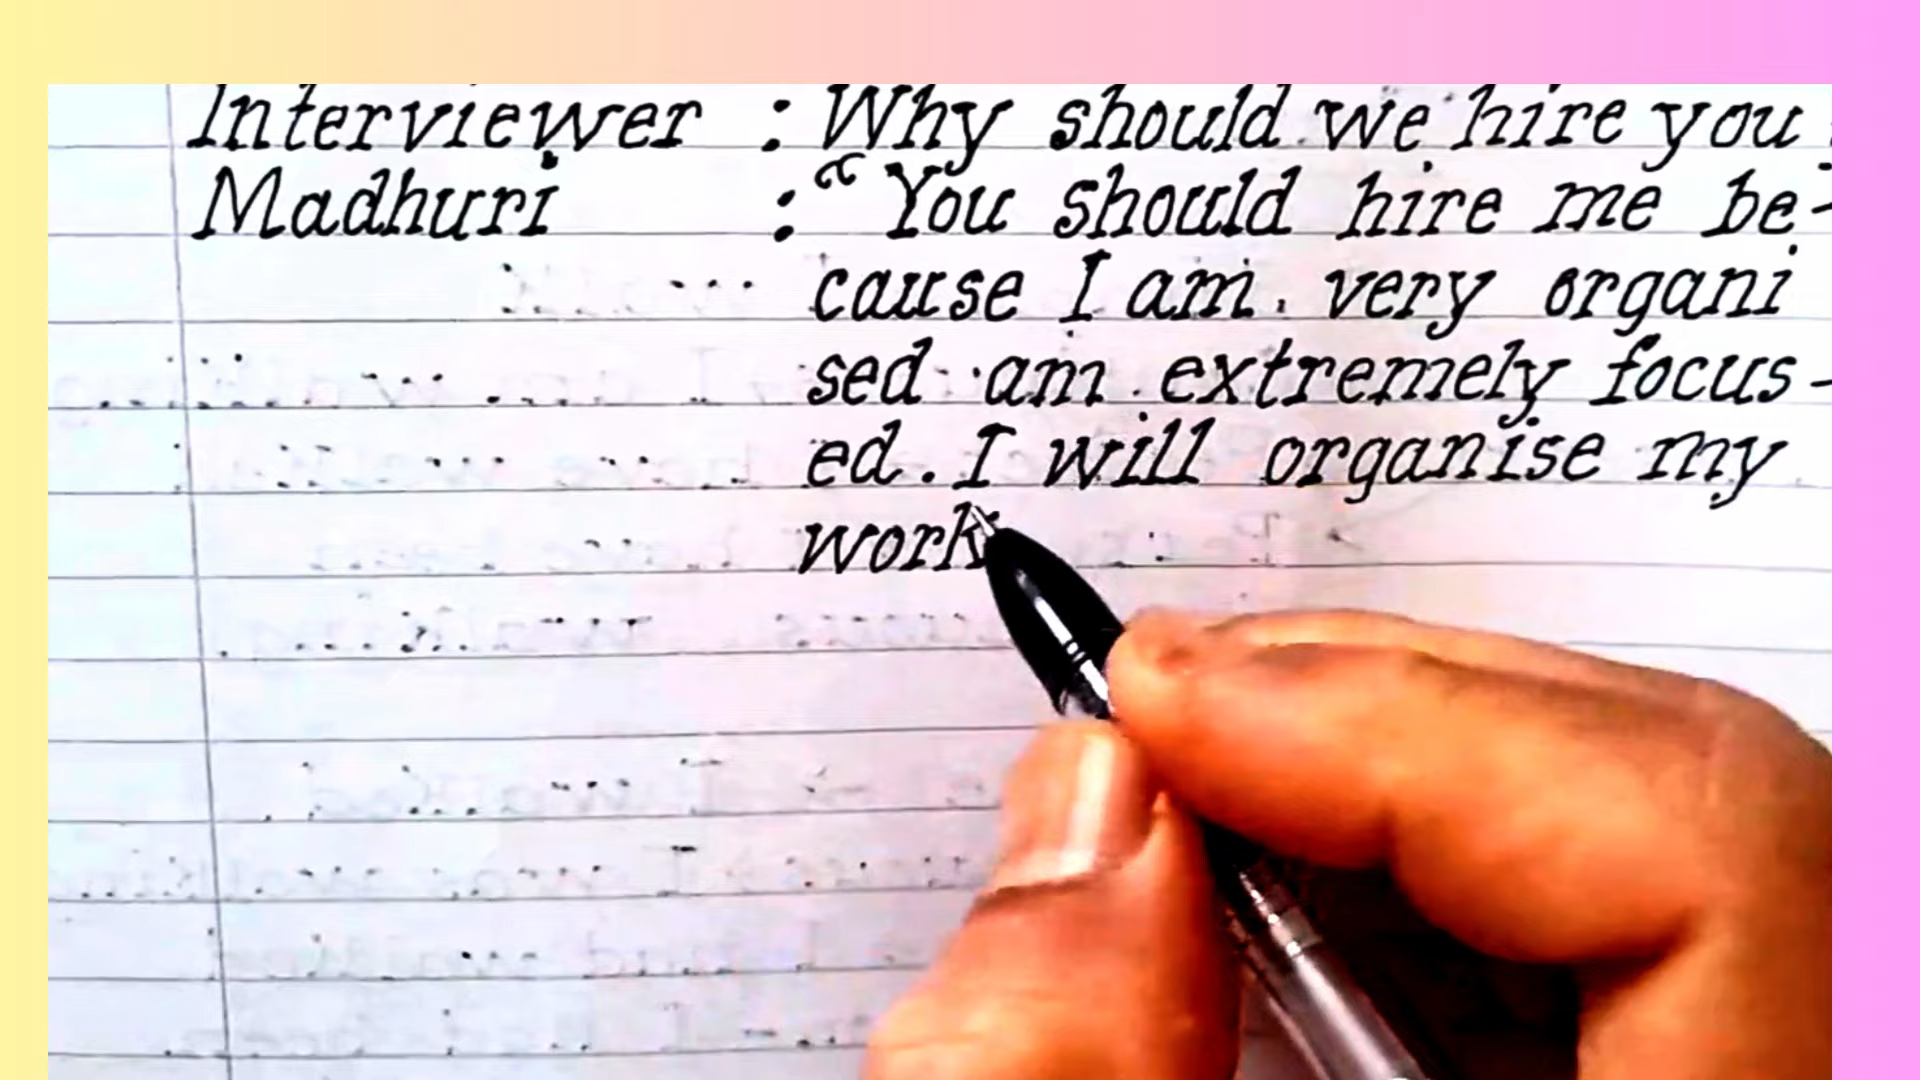 Interviewer : Why should we hire you
Madhuri : “ You should hire me be-
cause I am very organi
sed am extremely focus-
ed. I will organise my
work